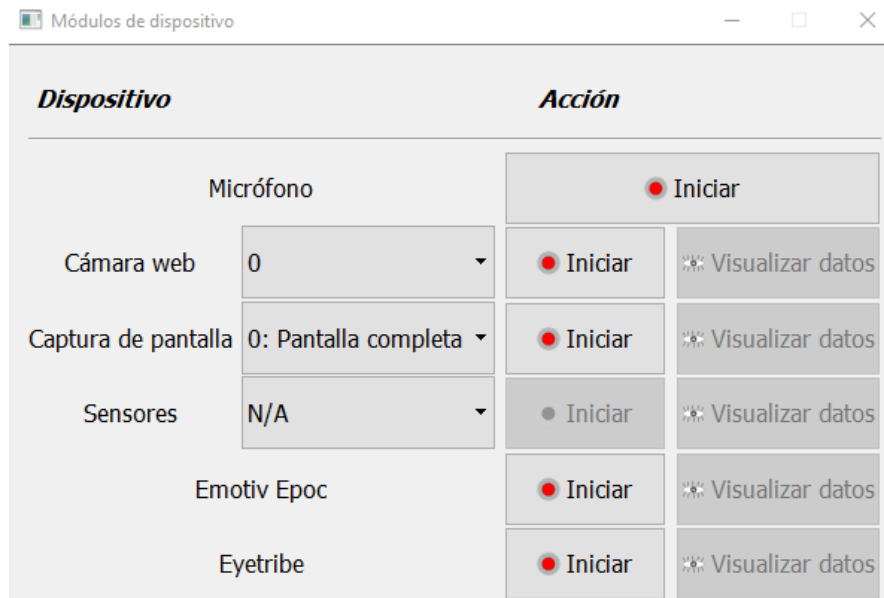 Módulos de dispositivo
Dispositivo Acción
Micrófono Iniciar
Cámara web 0 Iniciar Visualizar datos
Captura de pantalla 0: Pantalla completa Iniciar Visualizar datos
Sensores N/A Iniciar Visualizar datos
Emotiv Epoc Iniciar Visualizar datos
Eyetribe Iniciar Visualizar datos